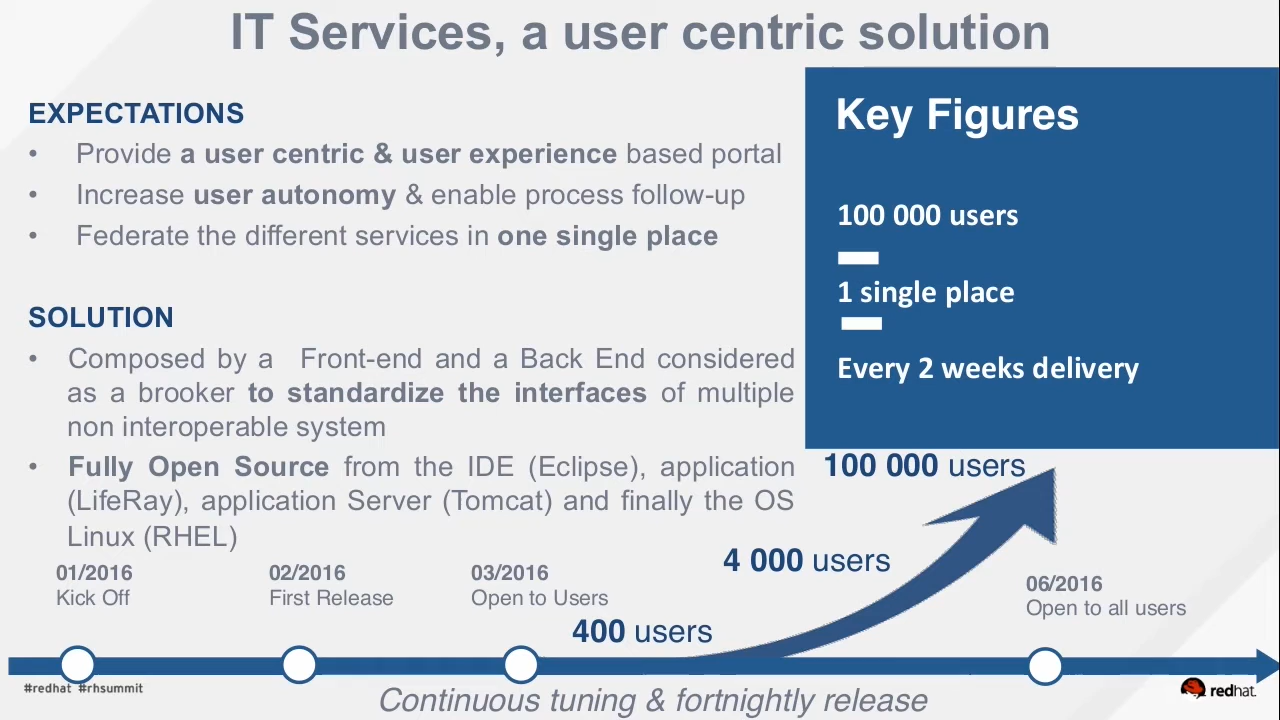 IT Services, a user centric solution
EXPECTATIONS
• Provide a user centric & user experience based portal
• Increase user autonomy & enable process follow-up
• Federate the different services in one single place
SOLUTION
• Composed by a Front-end and a Back End considered
as a brooker to standardize the interfaces of multiple
non interoperable system
• Fully Open Source from the IDE (Eclipse), application
(LifeRay), application Server (Tomcat) and finally the OS
Linux (RHEL)
Key Figures
100 000 users
1 single place
Every 2 weeks delivery
100 000 users
4 000 users
400 users
01/2016
Kick Off
02/2016
First Release
03/2016
Open to Users
06/2016
Open to all users
#redhat #rhsummit
Continuous tuning & fortnightly release
redhat.